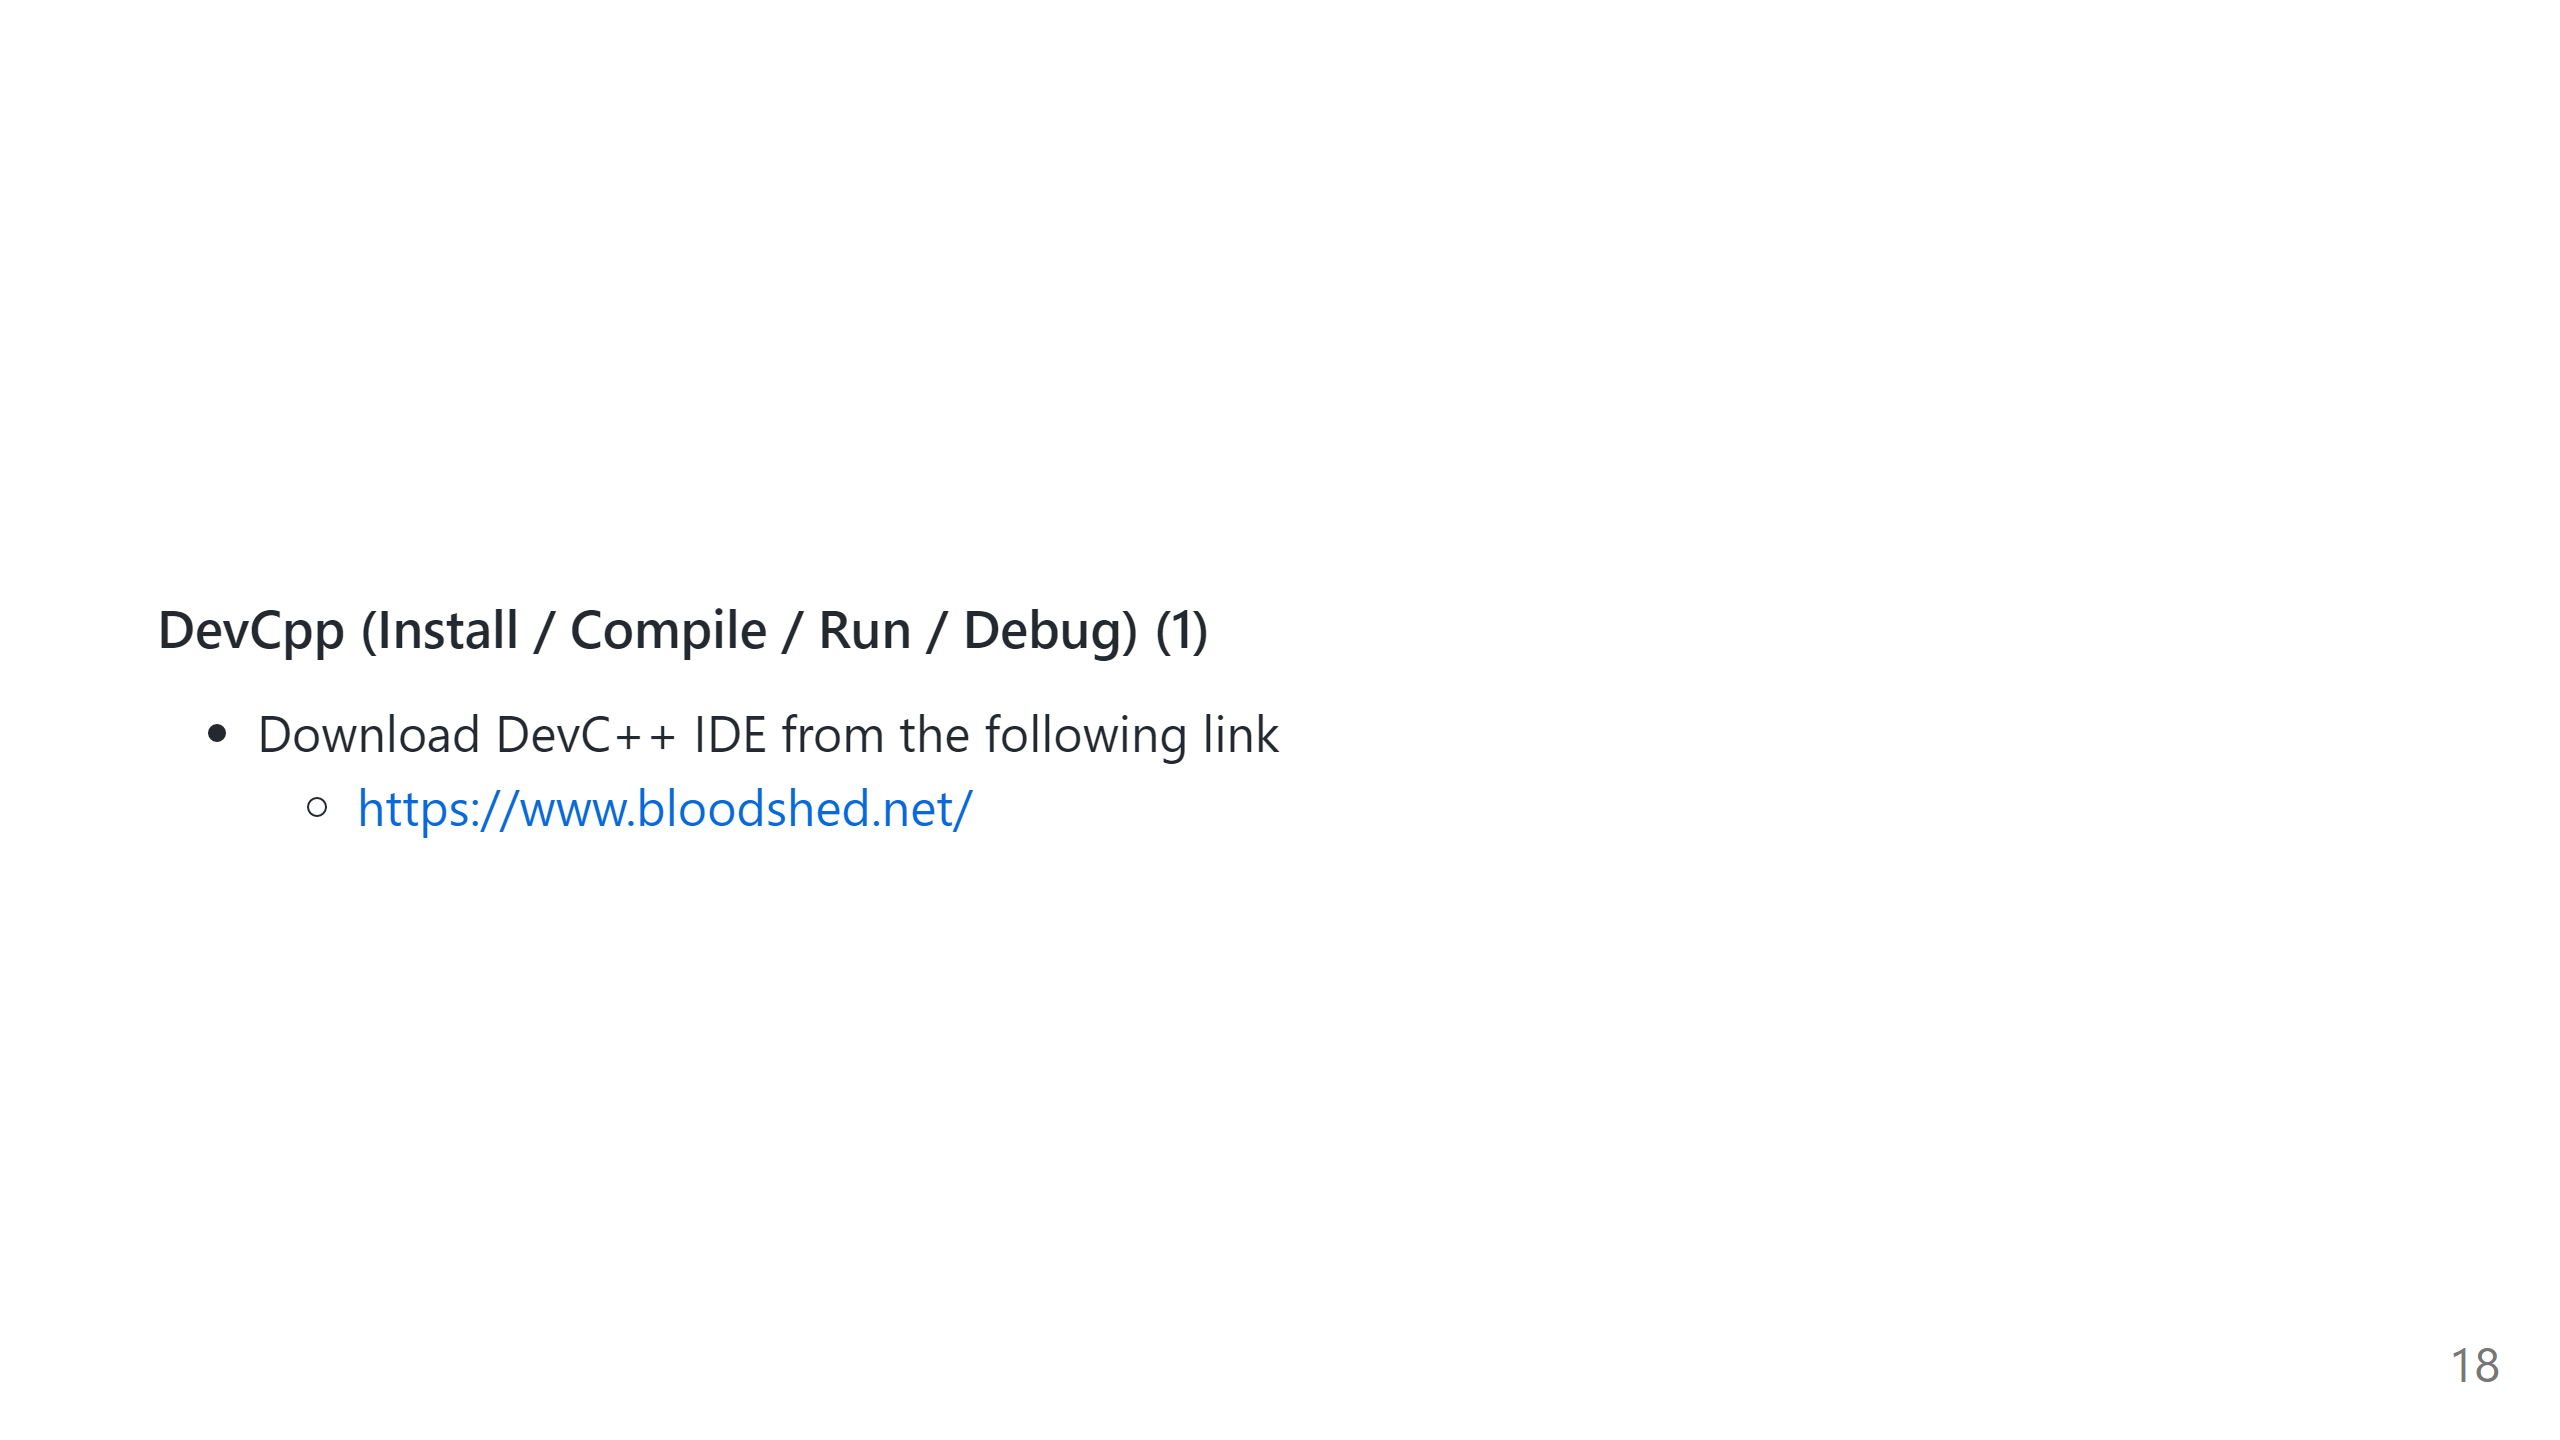 DevCpp (Install / Compile / Run / Debug) (1)
Download DevC++ IDE from the following link
https://www.bloodshed.net/
18